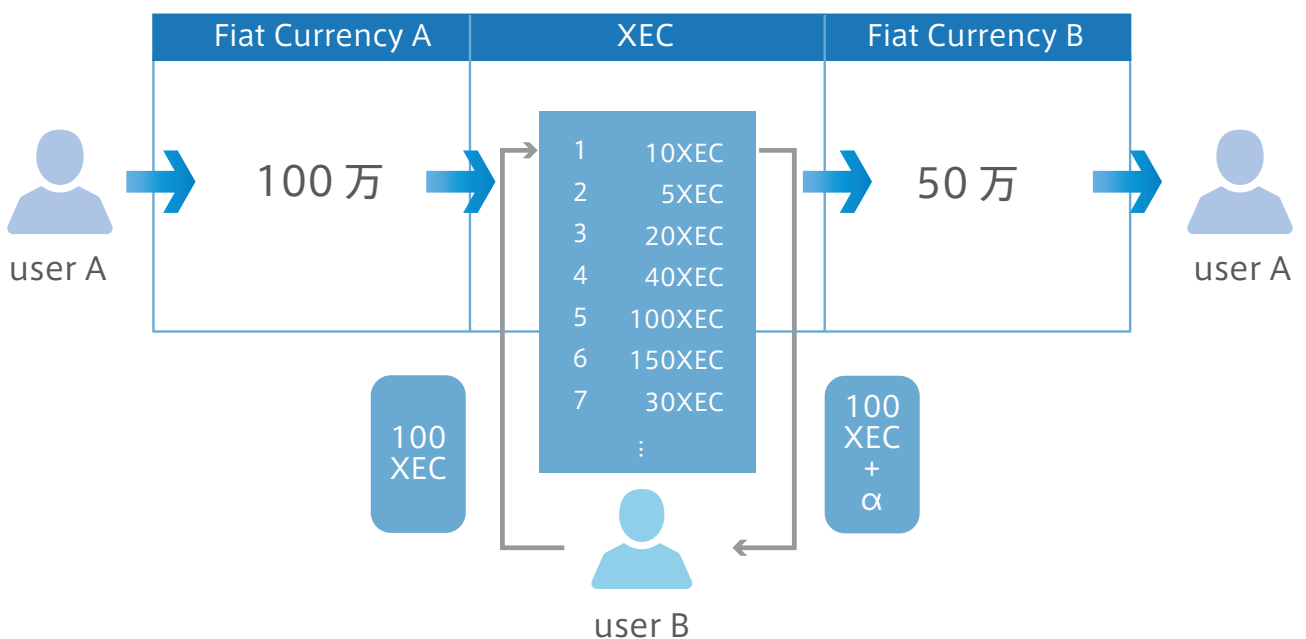 Fiat Currency A
XEC
Fiat Currency B
user A
100 万
1 10XEC
2 5XEC
3 20XEC
4 40XEC
5 100XEC
6 150XEC
7 30XEC
⋮
50 万
user A
100
XEC
100
XEC
+
α
user B